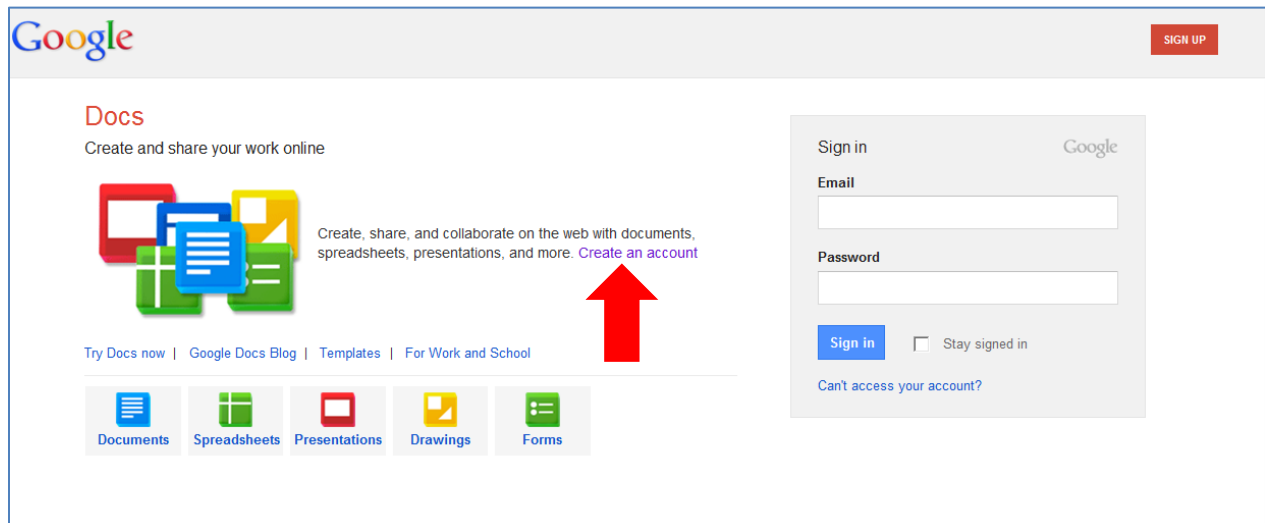 Google
SIGN UP
Docs
Create and share your work online
Create, share, and collaborate on the web with documents,
spreadsheets, presentations, and more. Create an account
Try Docs now | Google Docs Blog | Templates | For Work and School
Documents Spreadsheets Presentations Drawings Forms
Sign in Google
Email
Password
Sign in Stay signed in
Can't access your account?